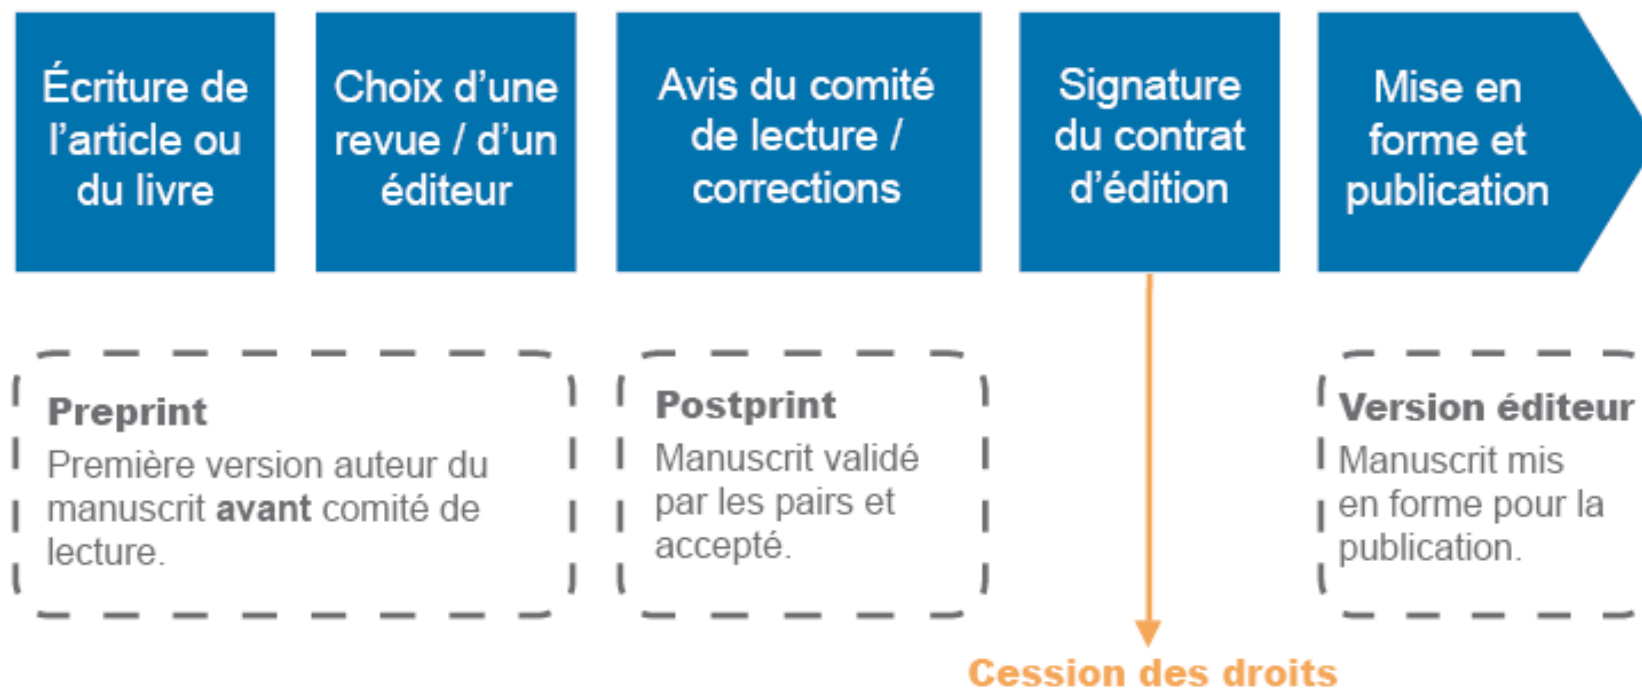 Écriture de
l'article ou
du livre
Choix d'une
revue / d'un
éditeur
Avis du comité
de lecture /
corrections
Signature
du contrat
d'édition
Mise en
forme et
publication
Preprint
Première version auteur du
manuscrit avant comité de
lecture.
Postprint
Manuscrit validé
par les pairs et
accepté.
Version éditeur
Manuscrit mis
en forme pour la
publication.
Cession des droits